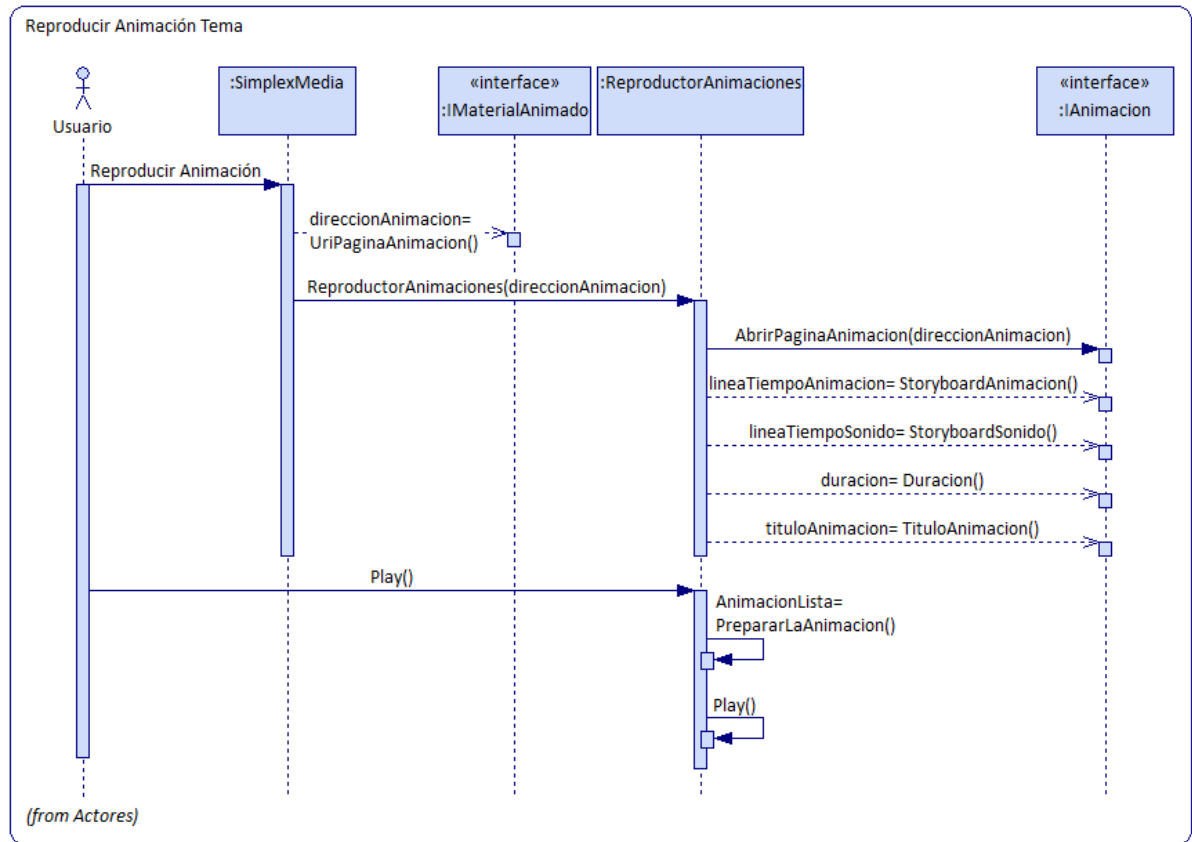 Reproducir Animación Tema
Usuario
:SimplexMedia
«interface»
:IMaterialAnimado
:ReproductorAnimaciones
«interface»
:IAnimacion
Reproducir Animación
direccionAnimacion=
UriPaginaAnimacion()
ReproductorAnimaciones(direccionAnimacion)
AbrirPaginaAnimacion(direccionAnimacion)
lineaTiempoAnimacion= StoryboardAnimacion()
lineaTiempoSonido= StoryboardSonido()
duracion= Duracion()
tituloAnimacion= TituloAnimacion()
Play()
AnimacionLista=
PrepararLaAnimacion()
Play()
(from Actores)